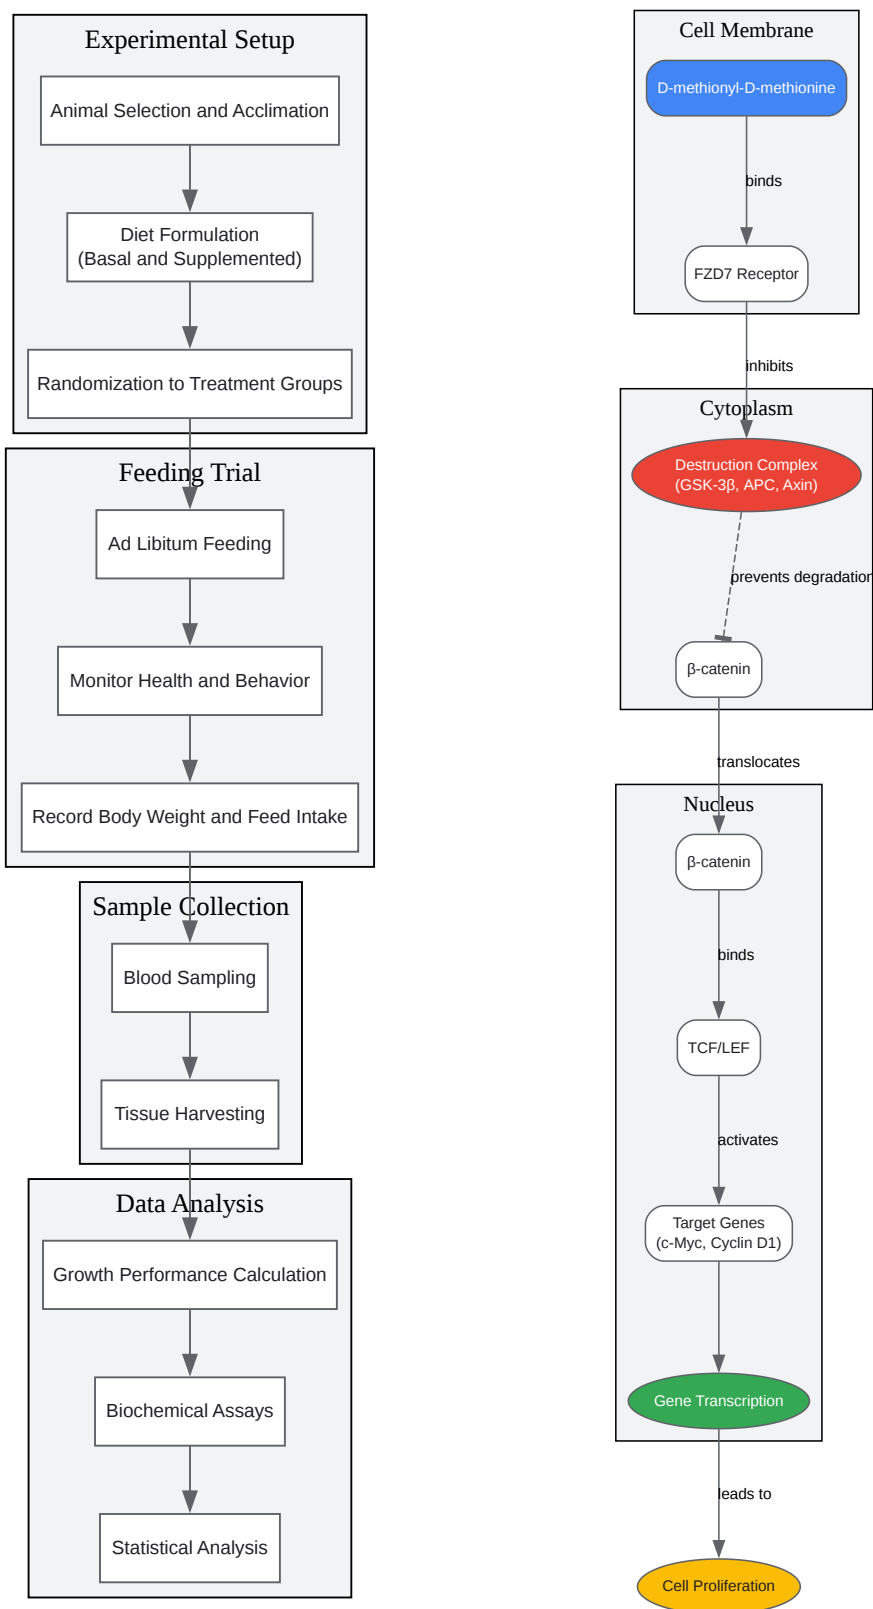 Experimental Setup
Animal Selection and Acclimation
Diet Formulation
(Basal and Supplemented)
Randomization to Treatment Groups
Feeding Trial
Ad Libitum Feeding
Monitor Health and Behavior
Record Body Weight and Feed Intake
Sample Collection
Blood Sampling
Tissue Harvesting
Data Analysis
Growth Performance Calculation
Biochemical Assays
Statistical Analysis
Cell Membrane
D-methionyl-D-methionine
binds
FZD7 Receptor
inhibits
Cytoplasm
Destruction Complex
(GSK-3β, APC, Axin)
prevents degradation
β-catenin
translocates
Nucleus
β-catenin
binds
TCF/LEF
activates
Target Genes
(c-Myc, Cyclin D1)
Gene Transcription
leads to
Cell Proliferation